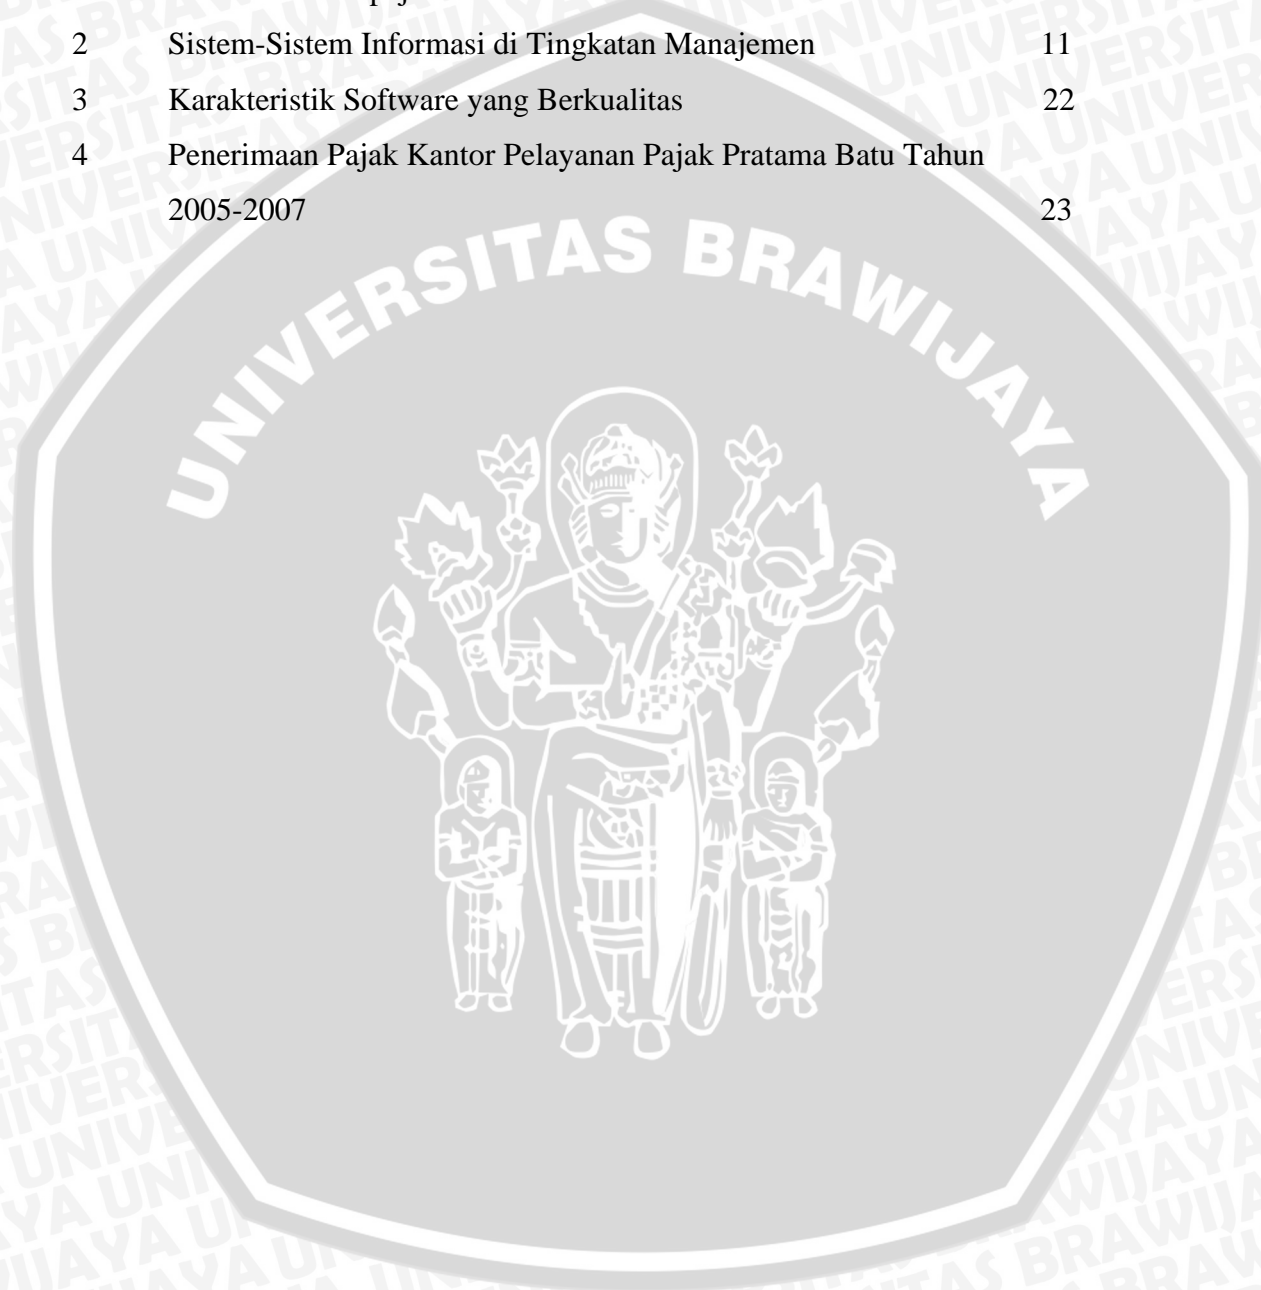 2 Sistem-Sistem Informasi di Tingkatan Manajemen 11
3 Karakteristik Software yang Berkualitas 22
4 Penerimaan Pajak Kantor Pelayanan Pajak Pratama Batu Tahun
2005-2007 23
UNIVERSITAS BRAWIJAYA